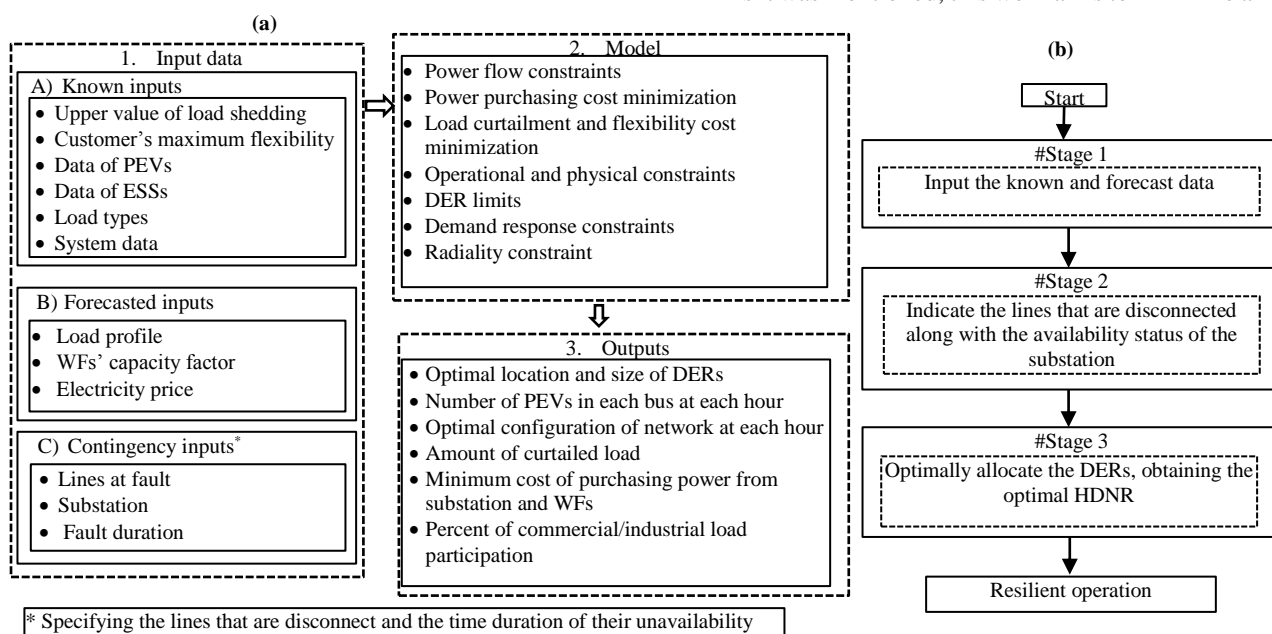 (a)
1. Input data
A) Known inputs
• Upper value of load shedding
• Customer's maximum flexibility
• Data of PEVs
• Data of ESSs
• Load types
• System data
B) Forecasted inputs
• Load profile
• WFs' capacity factor
• Electricity price
C) Contingency inputs*
• Lines at fault
• Substation
• Fault duration
2. Model
• Power flow constraints
• Power purchasing cost minimization
• Load curtailment and flexibility cost
minimization
• Operational and physical constraints
• DER limits
• Demand response constraints
• Radiality constraint
3. Outputs
• Optimal location and size of DERs
• Number of PEVs in each bus at each hour
• Optimal configuration of network at each hour
• Amount of curtailed load
• Minimum cost of purchasing power from
substation and WFs
• Percent of commercial/industrial load
participation
* Specifying the lines that are disconnect and the time duration of their unavailability
(b)
Start
#Stage 1
Input the known and forecast data
#Stage 2
Indicate the lines that are disconnected
along with the availability status of the
substation
#Stage 3
Optimally allocate the DERs, obtaining the
optimal HDNR
Resilient operation